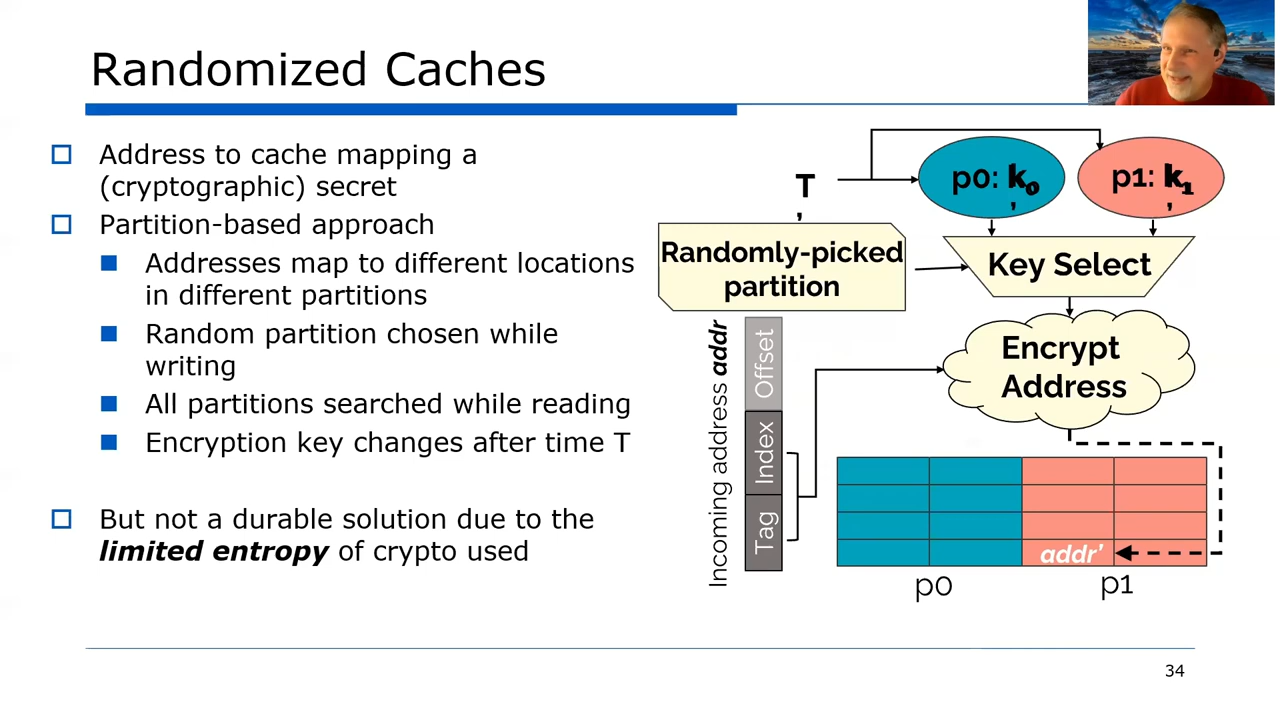 Randomized Caches
Address to cache mapping a
(cryptographic) secret
Partition-based approach
Addresses map to different locations
in different partitions
Random partition chosen while
writing
All partitions searched while reading
Encryption key changes after time T
But not a durable solution due to the
limited entropy of crypto used
T
,
p0: k0
,
p1: k1
,
Randomly-picked
partition
Key Select
Encrypt
Address
Incoming address addr
Offset
Index
Tag
addr’
p0
p1
34